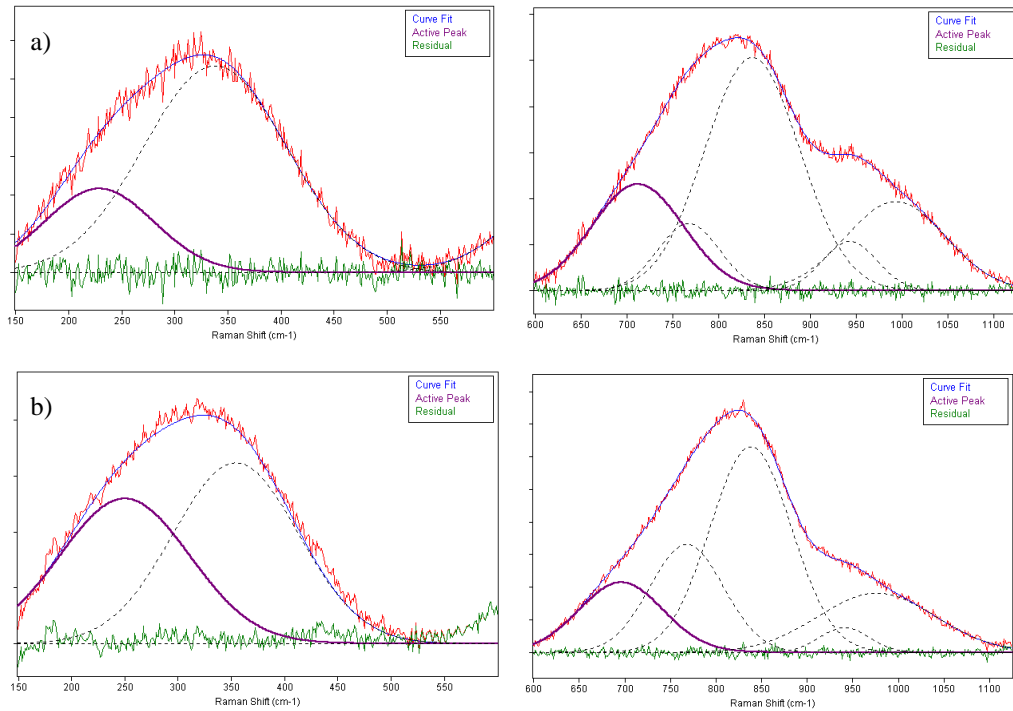 a)
Curve Fit
Active Peak
Residual
150 200 250 300 350 400 450 500 550
Raman Shift (cm-1)
Curve Fit
Active Peak
Residual
600 650 700 750 800 850 900 950 1000 1050 1100
Raman Shift (cm-1)
b)
Curve Fit
Active Peak
Residual
150 200 250 300 350 400 450 500 550
Raman Shift (cm-1)
Curve Fit
Active Peak
Residual
600 650 700 750 800 850 900 950 1000 1050 1100
Raman Shift (cm-1)